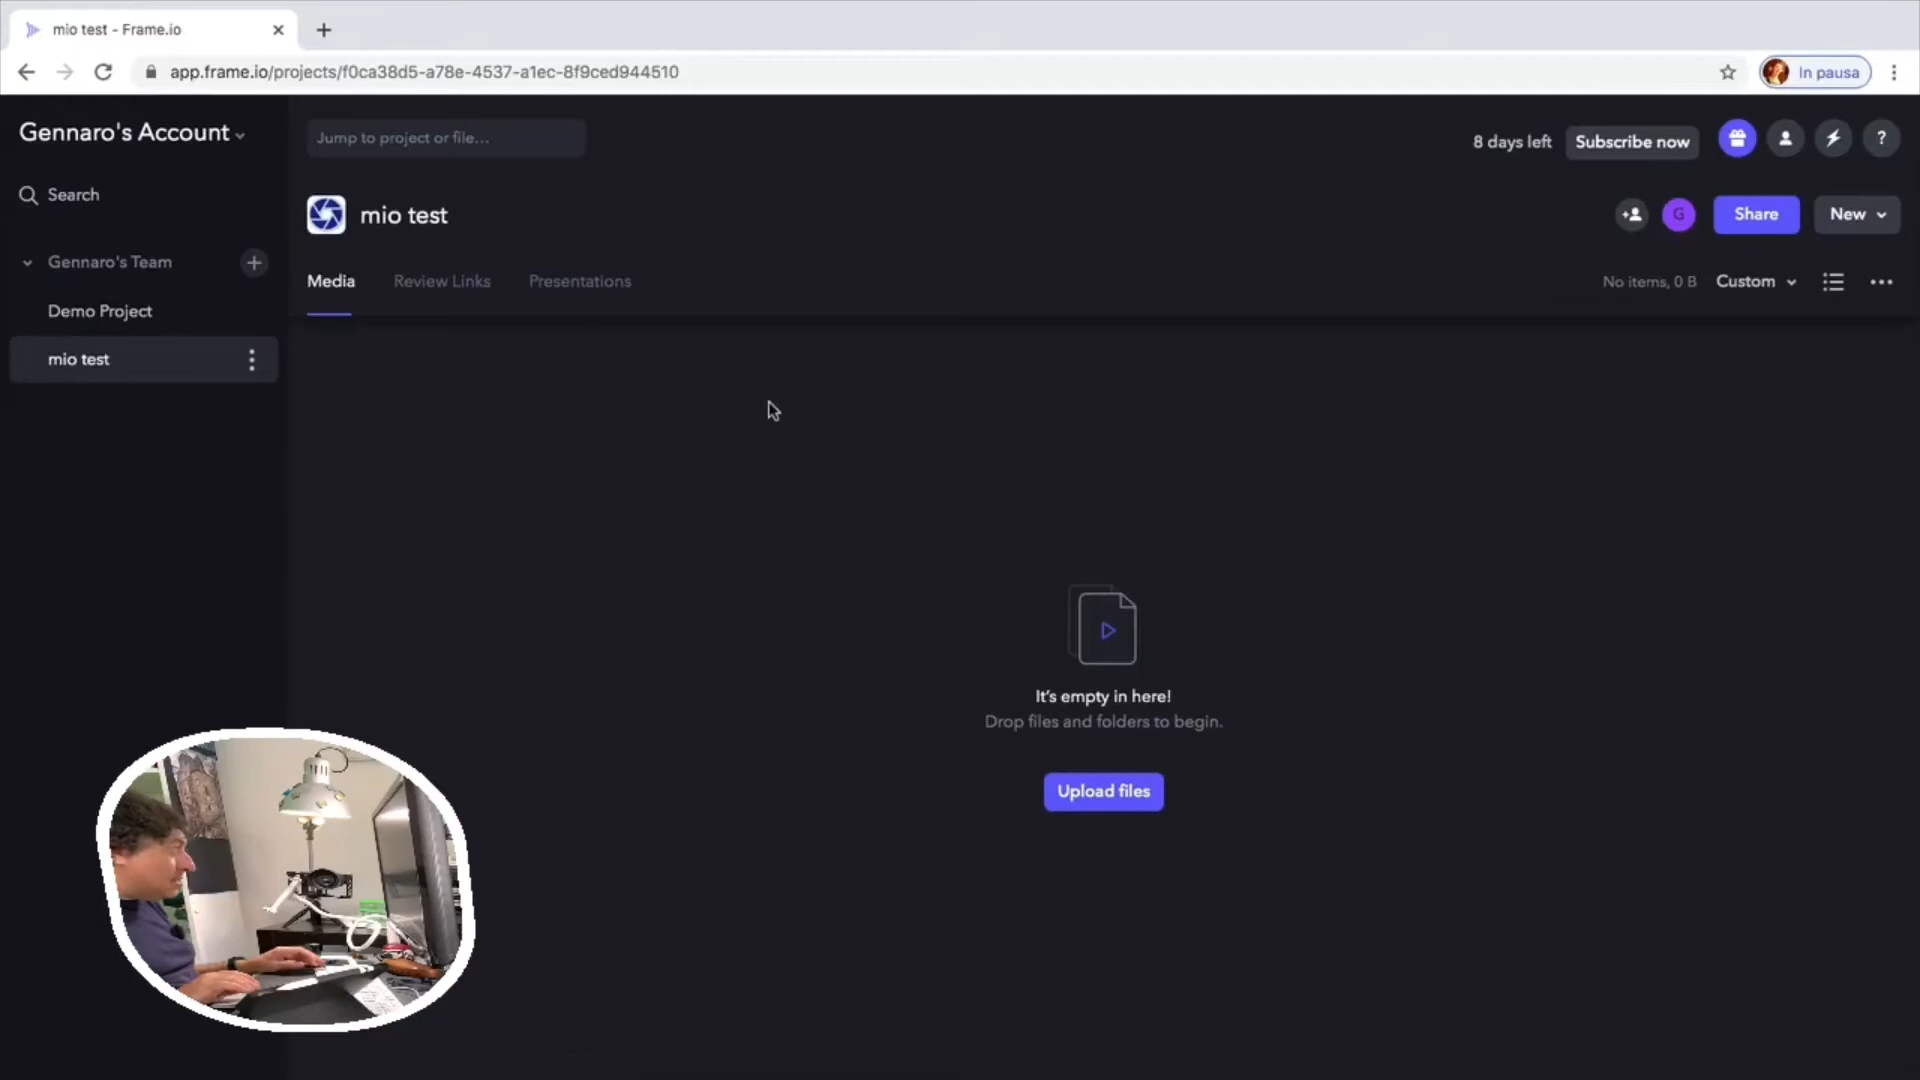 mio test - Frame.io
app.frame.io/projects/f0ca38d5-a78e-4537-a1ec-8f9ced944510
In pausa
Gennaro's Account
Jump to project or file...
8 days left
Subscribe now
?
Search
mio test
G
Share
New
Gennaro's Team
Media
Review Links
Presentations
No items, 0 B
Custom
Demo Project
mio test
It's empty in here!
Drop files and folders to begin.
Upload files